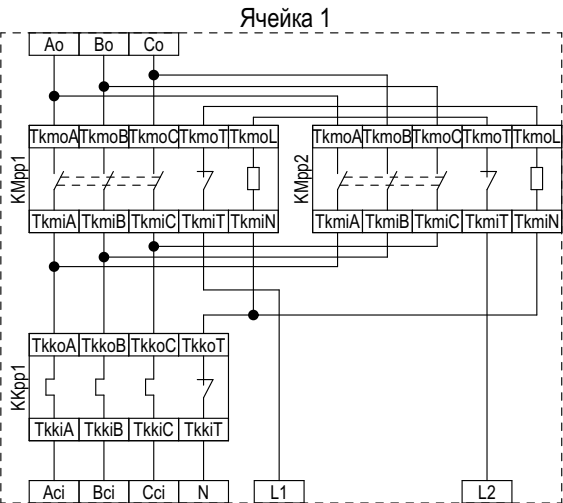 Ячейка 1
Ao Bo Co
TkmoA TkmoB TkmoC TkmoT TkmoL TkmoA TkmoB TkmoC TkmoT TkmoL
KMpp1 KMpp2
TkmiA TkmiB TkmiC TkmiT TkmiN TkmiA TkmiB TkmiC TkmiT TkmiN
TkkoA TkkoB TkkoC TkkoT
KKpp1
TkkiA TkkiB TkkiC TkkiT
Aci Bci Cci N L1 L2